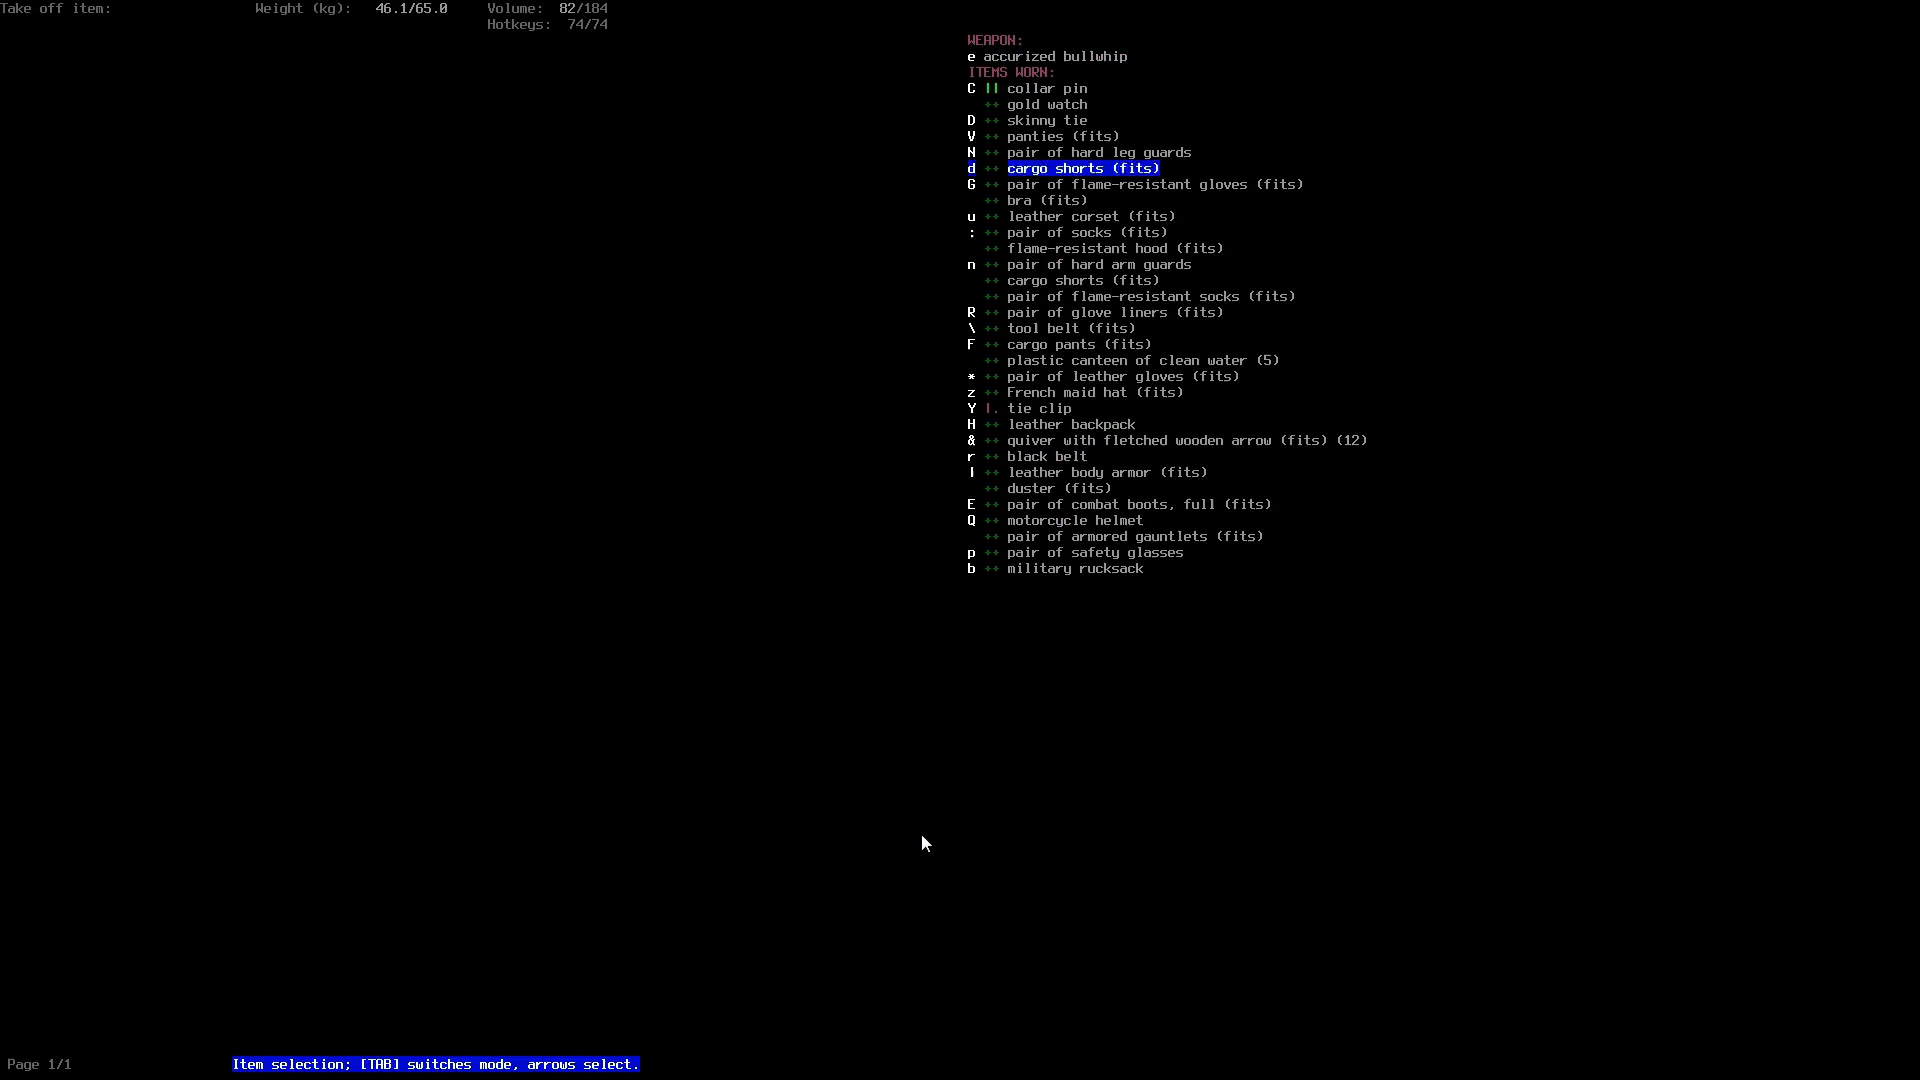 Take off item: Weight (kg): 46.1/65.0 Volume: 82/184
Hotkeys: 74/74
WEAPON:
e accurized bullwhip
ITEMS WORN:
C || collar pin
++ gold watch
D ++ skinny tie
V ++ panties (fits)
N ++ pair of hard leg guards
d ++ cargo shorts (fits)
G ++ pair of flame-resistant gloves (fits)
++ bra (fits)
u ++ leather corset (fits)
: ++ pair of socks (fits)
++ flame-resistant hood (fits)
n ++ pair of hard arm guards
++ cargo shorts (fits)
++ pair of flame-resistant socks (fits)
R ++ pair of glove liners (fits)
\ ++ tool belt (fits)
F ++ cargo pants (fits)
++ plastic canteen of clean water (5)
* ++ pair of leather gloves (fits)
z ++ French maid hat (fits)
Y |. tie clip
H ++ leather backpack
& ++ quiver with fletched wooden arrow (fits) (12)
r ++ black belt
| ++ leather body armor (fits)
++ duster (fits)
E ++ pair of combat boots, full (fits)
Q ++ motorcycle helmet
++ pair of armored gauntlets (fits)
p ++ pair of safety glasses
b ++ military rucksack
Page 1/1 Item selection; [TAB] switches mode, arrows select.